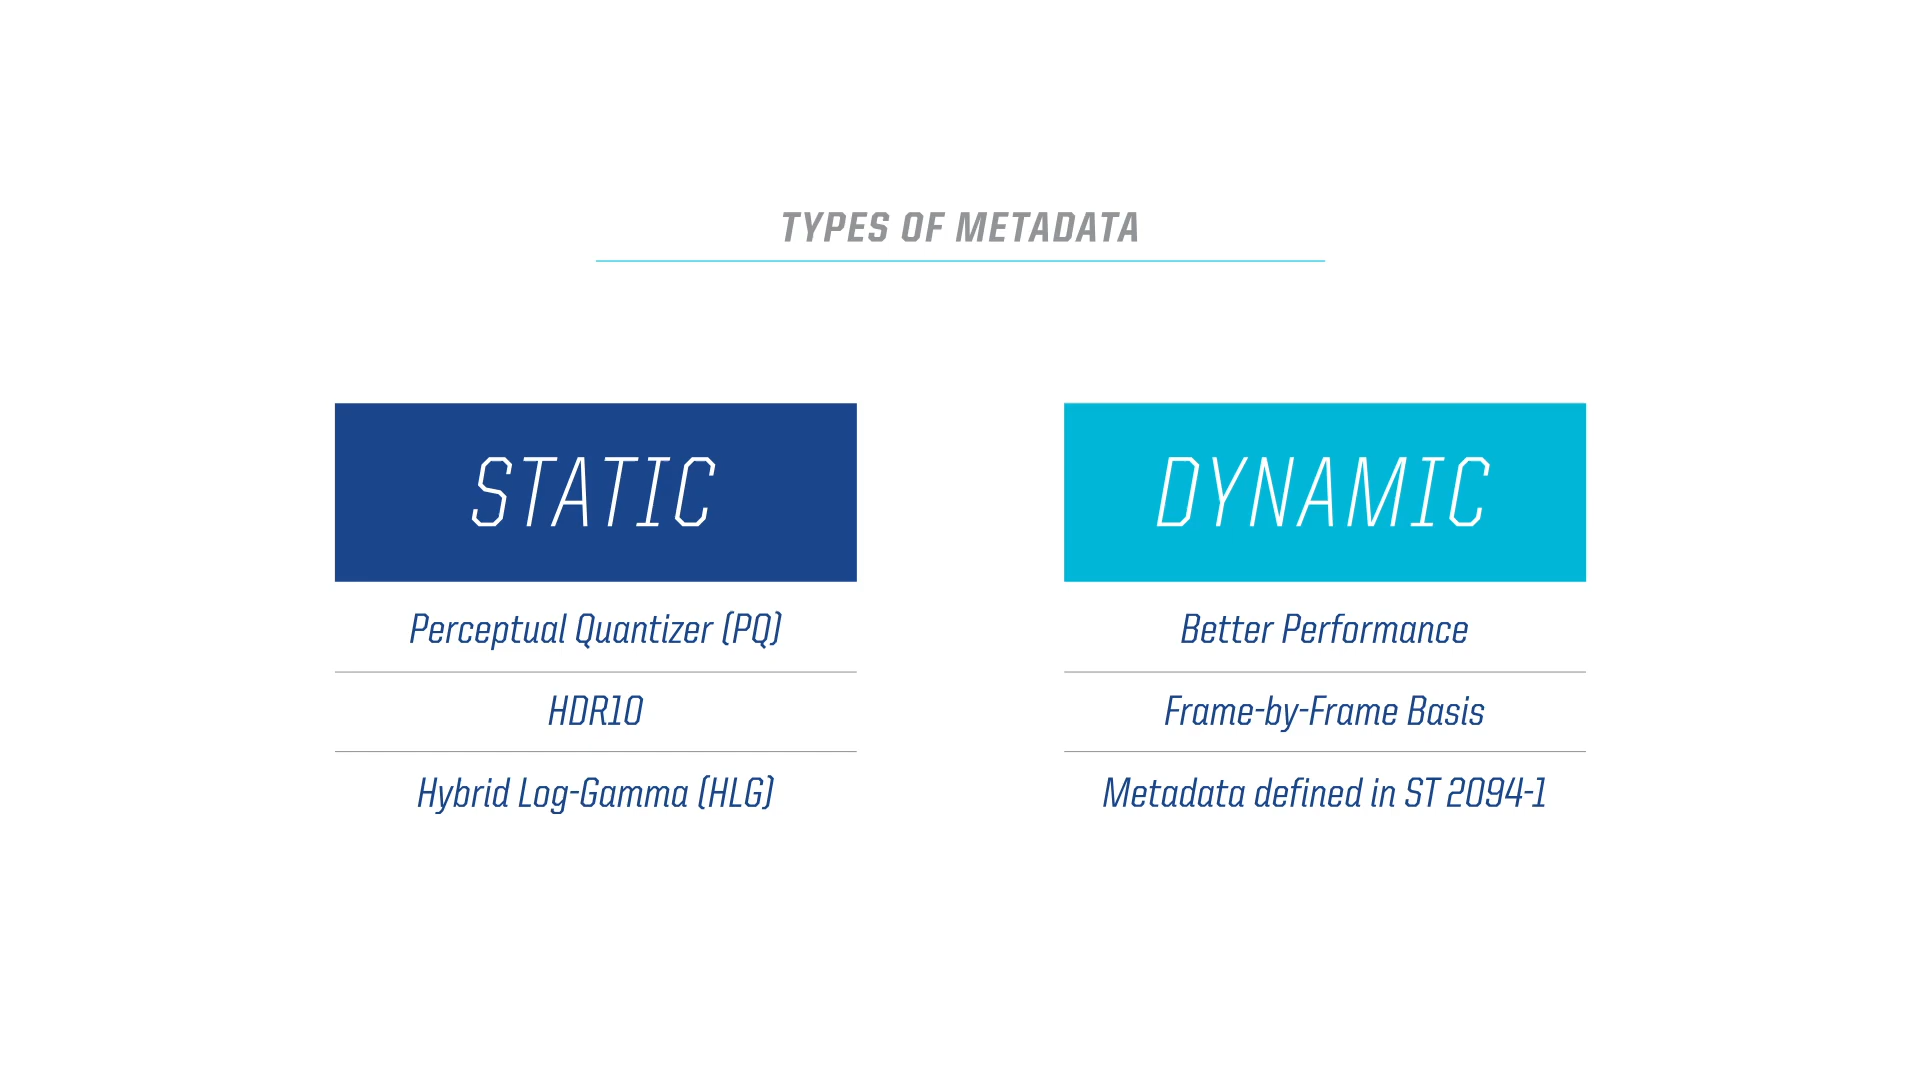 TYPES OF METADATA
STATIC
Perceptual Quantizer (PQ)
HDR10
Hybrid Log-Gamma (HLG)
DYNAMIC
Better Performance
Frame-by-Frame Basis
Metadata defined in ST 2094-1